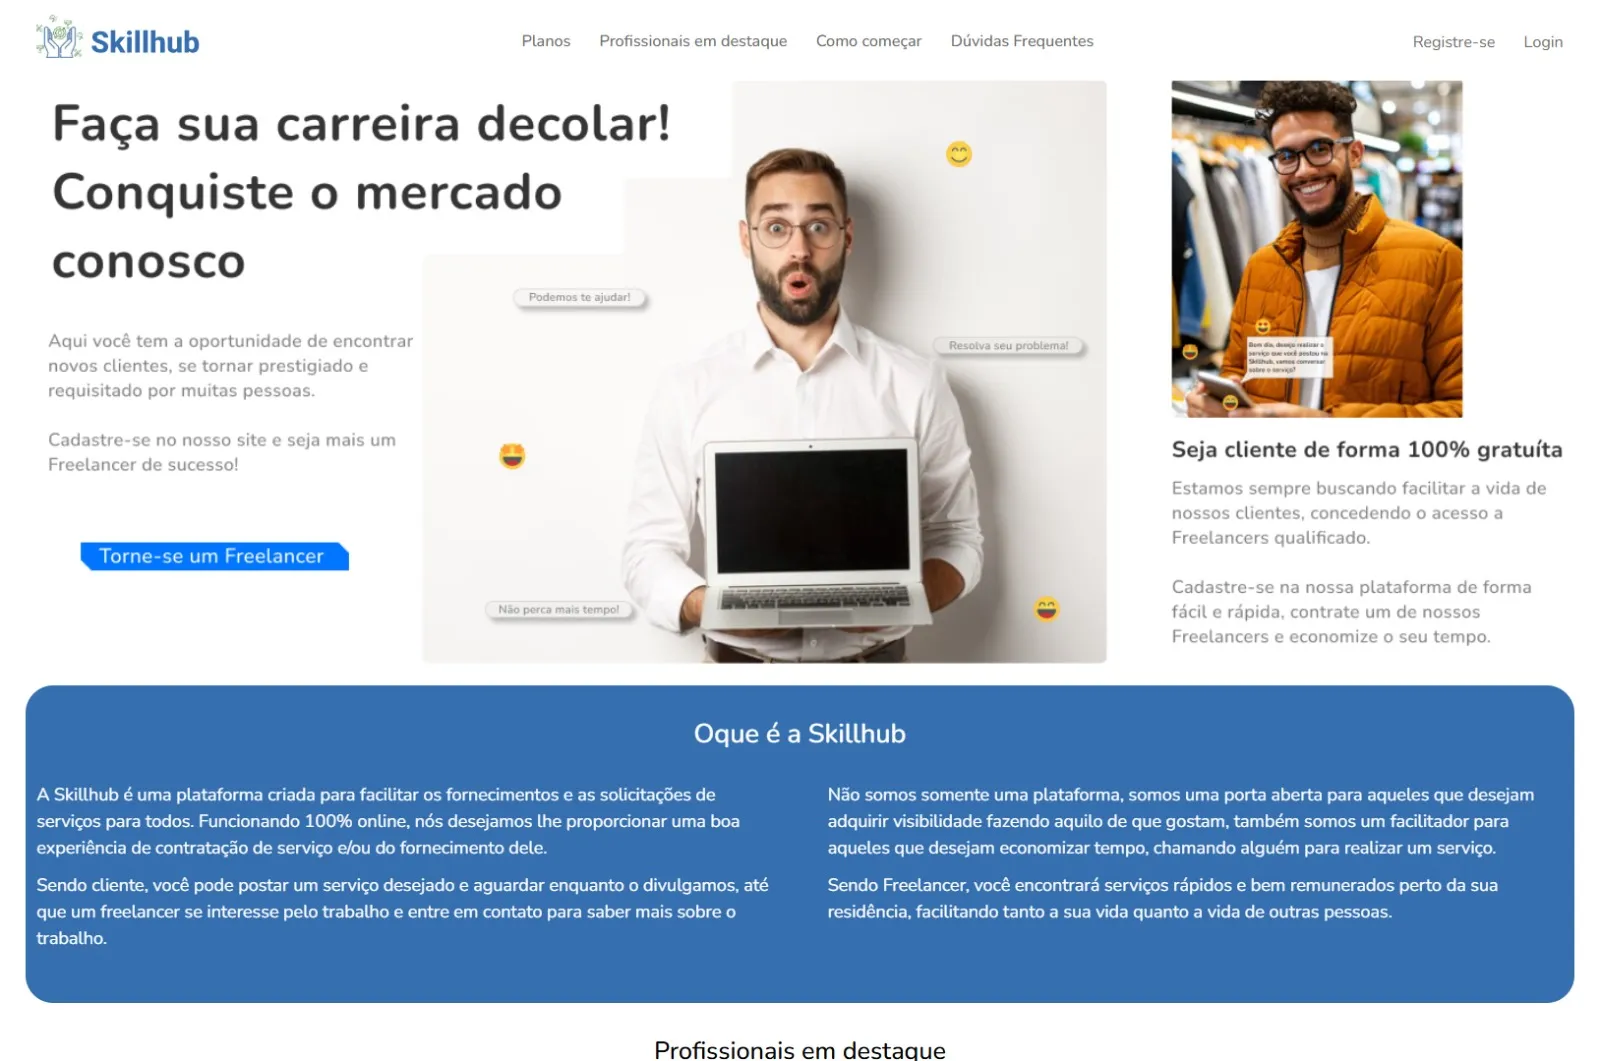 Skillhub
Planos
Profissionais em destaque
Como começar
Dúvidas Frequentes
Registre-se
Login
Faça sua carreira decolar!
Conquiste o mercado
conosco
Aqui você tem a oportunidade de encontrar
novos clientes, se tornar prestigiado e
requisitado por muitas pessoas.
Cadastre-se no nosso site e seja mais um
Freelancer de sucesso!
Torne-se um Freelancer
Podemos te ajudar!
Resolva seu problema!
Não perca mais tempo!
Bom dia, desejo realizar o
serviço que você postou na
Skillhub, vamos conversar
sobre o serviço?
Seja cliente de forma 100% gratuíta
Estamos sempre buscando facilitar a vida de
nossos clientes, concedendo o acesso a
Freelancers qualificado.
Cadastre-se na nossa plataforma de forma
fácil e rápida, contrate um de nossos
Freelancers e economize o seu tempo.
Oque é a Skillhub
A Skillhub é uma plataforma criada para facilitar os fornecimentos e as solicitações de
serviços para todos. Funcionando 100% online, nós desejamos lhe proporcionar uma boa
experiência de contratação de serviço e/ou do fornecimento dele.
Sendo cliente, você pode postar um serviço desejado e aguardar enquanto o divulgamos, até
que um freelancer se interesse pelo trabalho e entre em contato para saber mais sobre o
trabalho.
Não somos somente uma plataforma, somos uma porta aberta para aqueles que desejam
adquirir visibilidade fazendo aquilo de que gostam, também somos um facilitador para
aqueles que desejam economizar tempo, chamando alguém para realizar um serviço.
Sendo Freelancer, você encontrará serviços rápidos e bem remunerados perto da sua
residência, facilitando tanto a sua vida quanto a vida de outras pessoas.
Profissionais em destaque